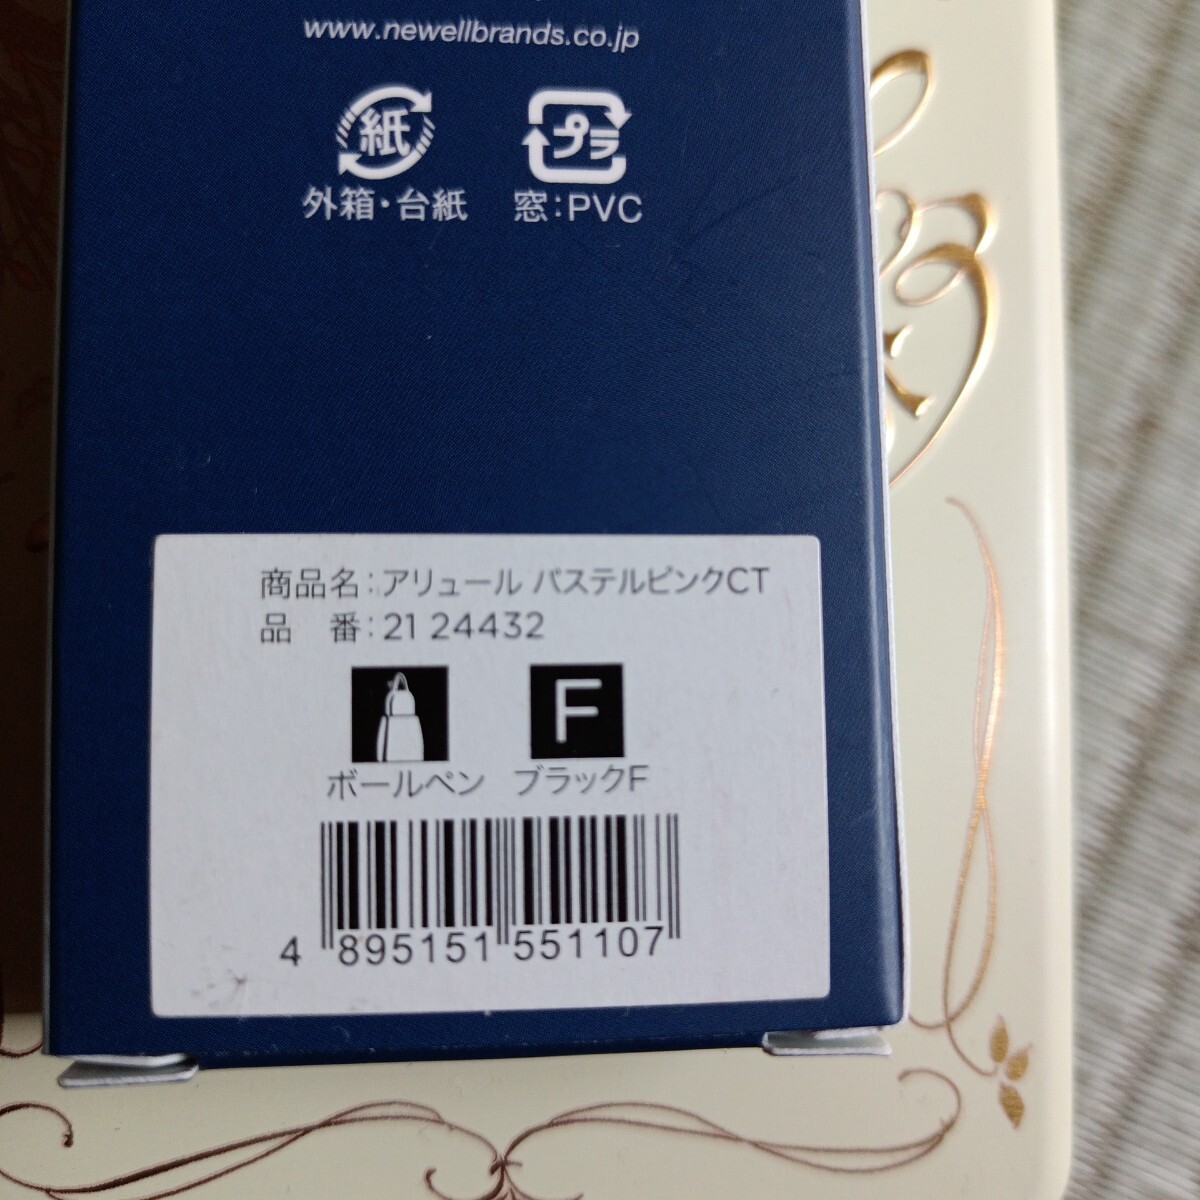 www.newellbrands.co.jp
紙 プラ
外箱・台紙 窓：PVC
商品名：アリュール パステルピンクCT
品　番：21 24432
F
ボールペン ブラックF
4 895151 551107